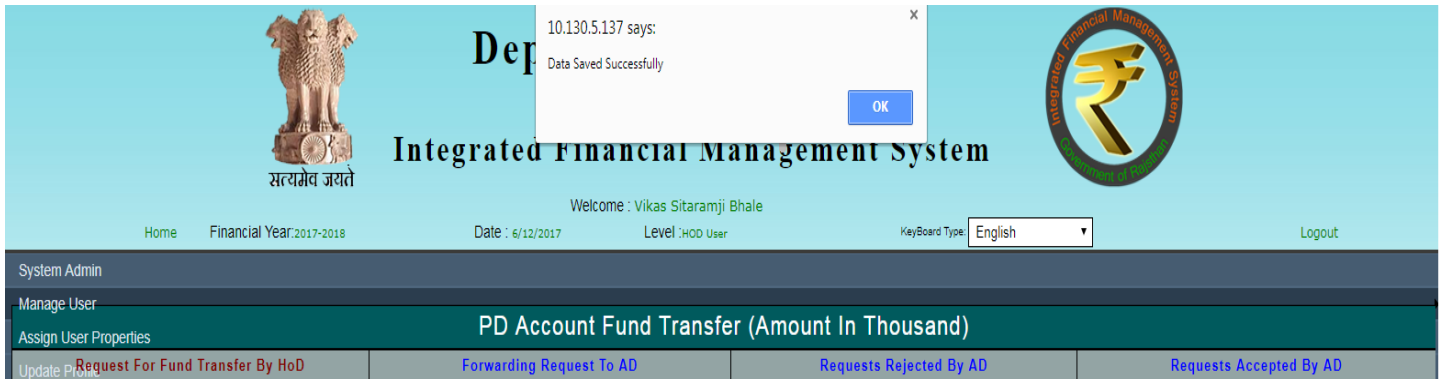 10.130.5.137 says:
×
Data Saved Successfully
OK
Dep
Integrated Financial Management System
सत्यमेव जयते
Integrated Financial Management System
Government of Rajsthan
Welcome : Vikas Sitaramji Bhale
Home Financial Year:2017-2018 Date : 6/12/2017 Level :HOD User KeyBoard Type: English Logout
System Admin
Manage User
PD Account Fund Transfer (Amount In Thousand)
Assign User Properties
Update Profile
Request For Fund Transfer By HoD Forwarding Request To AD Requests Rejected By AD Requests Accepted By AD